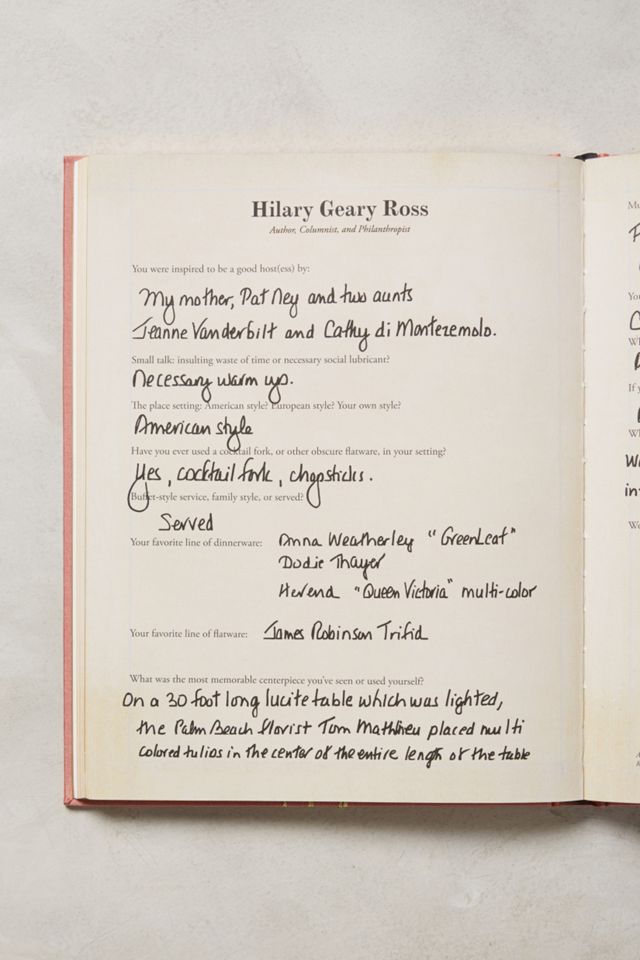 Hilary Geary Ross
Author, Columnist, and Philanthropist
You were inspired to be a good host(ess) by:
My mother, Pat Ney and two aunts
Jeanne Vanderbilt and Cathy di Montezemolo.
Small talk: insulting waste of time or necessary social lubricant?
Necessary warm up.
The place setting: American style? European style? Your own style?
American style
Have you ever used a cocktail fork, or other obscure flatware, in your setting?
Yes, cocktail fork, chopsticks.
Buffet-style service, family style, or served?
Served
Your favorite line of dinnerware: Anna Weatherley "GreenLeaf"
Dodie Thayer
Herend "Queen Victoria" multi-color
Your favorite line of flatware: James Robinson Trifid
What was the most memorable centerpiece you've seen or used yourself?
On a 30 foot long lucite table which was lighted,
the Palm Beach florist Tom Mathieu placed multi
colored tulips in the center of the entire length of the table